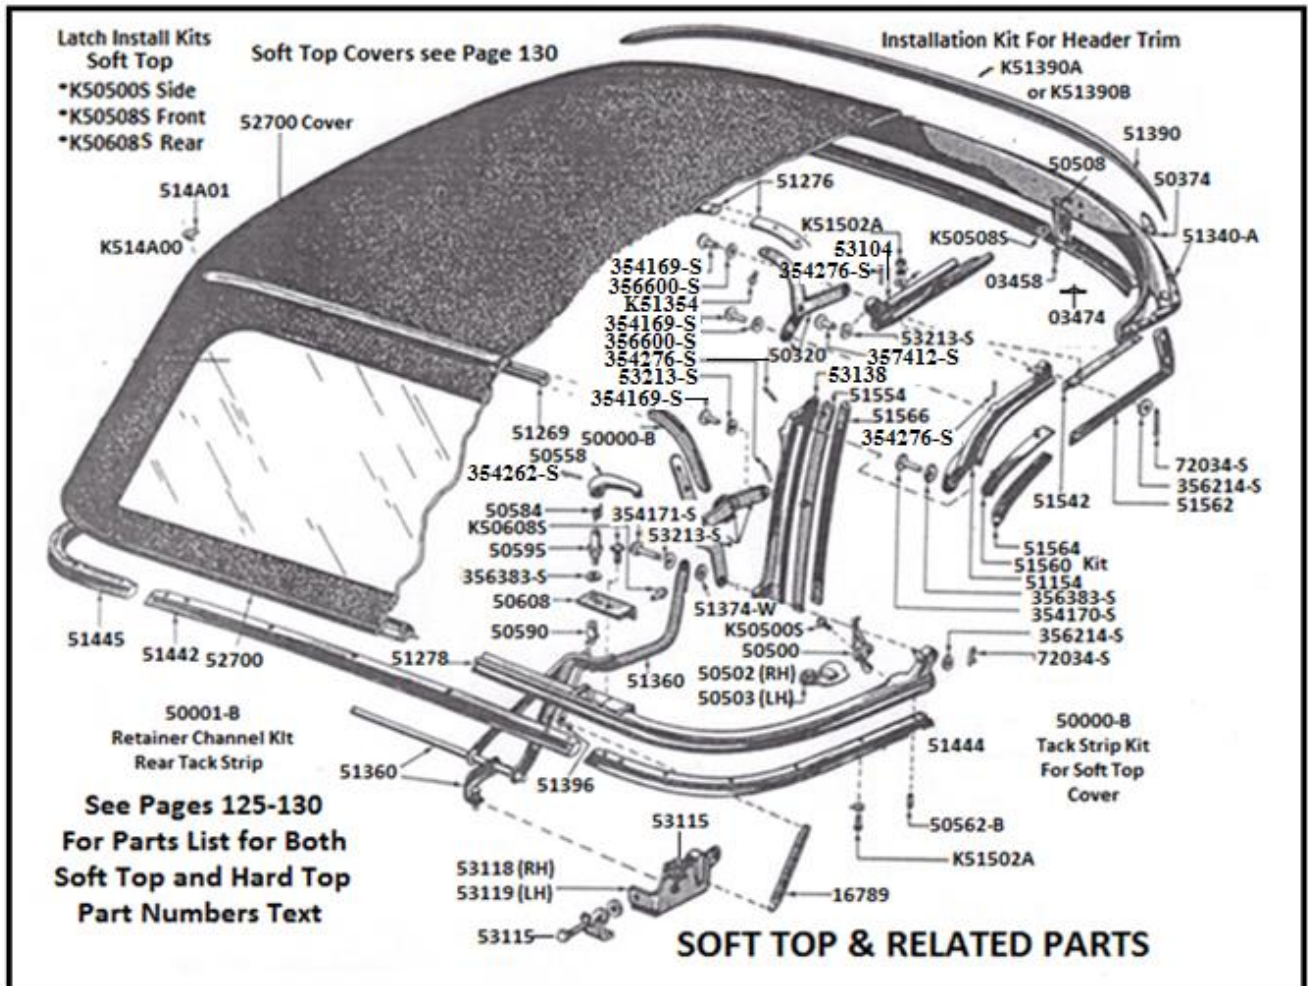 Latch Install Kits
Soft Top
*K50500S Side
*K50508S Front
*K50608S Rear
Soft Top Covers see Page 130
Installation Kit For Header Trim
K51390A
or K51390B
52700 Cover
51390
50508
50374
514A01
51276
K51502A
K50508S
51340-A
K514A00
53104
354169-S
354276-S
356600-S
03458
K51354
03474
354169-S
356600-S
53213-S
354276-S
50320
357412-S
53213-S
53138
354169-S
51554
51566
51269
50000-B
354276-S
50558
354262-S
72034-S
356214-S
51542
51562
50584
354171-S
K50608S
53213-S
50595
51564
51560 Kit
356383-S
51154
356383-S
50608
51374-W
354170-S
K50500S
50590
356214-S
51445
50500
51442
52700
51278
72034-S
50502 (RH)
51360
50503 (LH)
50001-B
Retainer Channel KIt
Rear Tack Strip
50000-B
Tack Strip Kit
For Soft Top
Cover
51444
51360
51396
See Pages 125-130
For Parts List for Both
Soft Top and Hard Top
Part Numbers Text
53115
50562-B
K51502A
53118 (RH)
53119 (LH)
16789
53115
SOFT TOP & RELATED PARTS